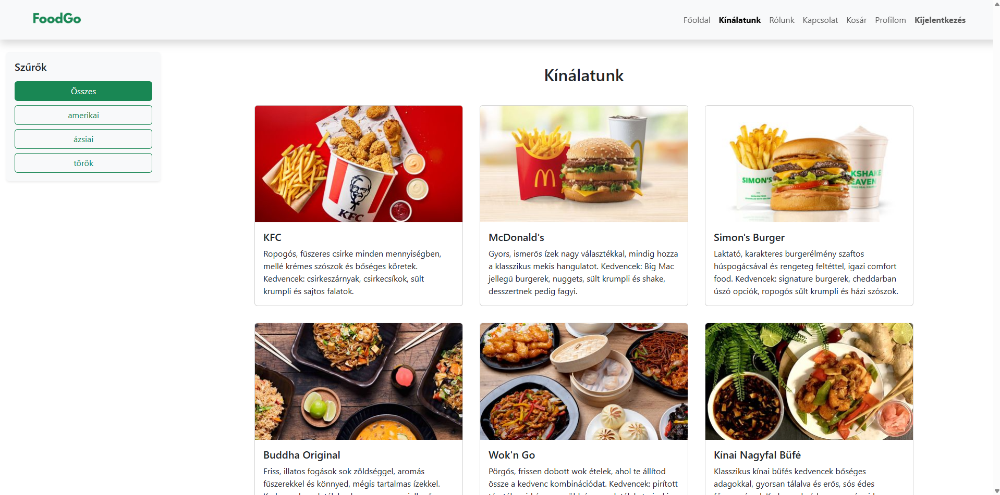 FoodGo
Főoldal Kínálatunk Rólunk Kapcsolat Kosár Profilom Kijelentkezés
Szűrők
Összes
amerikai
ázsiai
török
Kínálatunk
KFC
KFC
Ropogós, fűszeres csirke minden mennyiségben,
mellé krémes szószok és bőséges köretek.
Kedvencek: csirkeszárnyak, csirkecsíkok, sült
krumpli és sajtos falatok.
McDonald's
Gyors, ismerős ízek nagy választékkal, mindig hozza
a klasszikus mekis hangulatot. Kedvencek: Big Mac
jellegű burgerek, nuggets, sült krumpli és shake,
desszertnek pedig fagyi.
SIMON'S
KSHAKE
EAVEN
Simon's Burger
Laktató, karakteres burgerélmény szaftos
húspogácsával és rengeteg feltéttel, igazi comfort
food. Kedvencek: signature burgerek, cheddarban
úszó opciók, ropogós sült krumpli és házi szószok.
Buddha Original
Friss, illatos fogások sok zöldséggel, aromás
fűszerekkel és könnyed, mégis tartalmas ízekkel.
Wok'n Go
Pörgős, frissen dobott wok ételek, ahol te állítod
össze a kedvenc kombinációdat. Kedvencek: pirított
Kínai Nagyfal Büfé
Klasszikus kínai büfés kedvencek bőséges
adagokkal, gyorsan tálalva és erős, sós édes